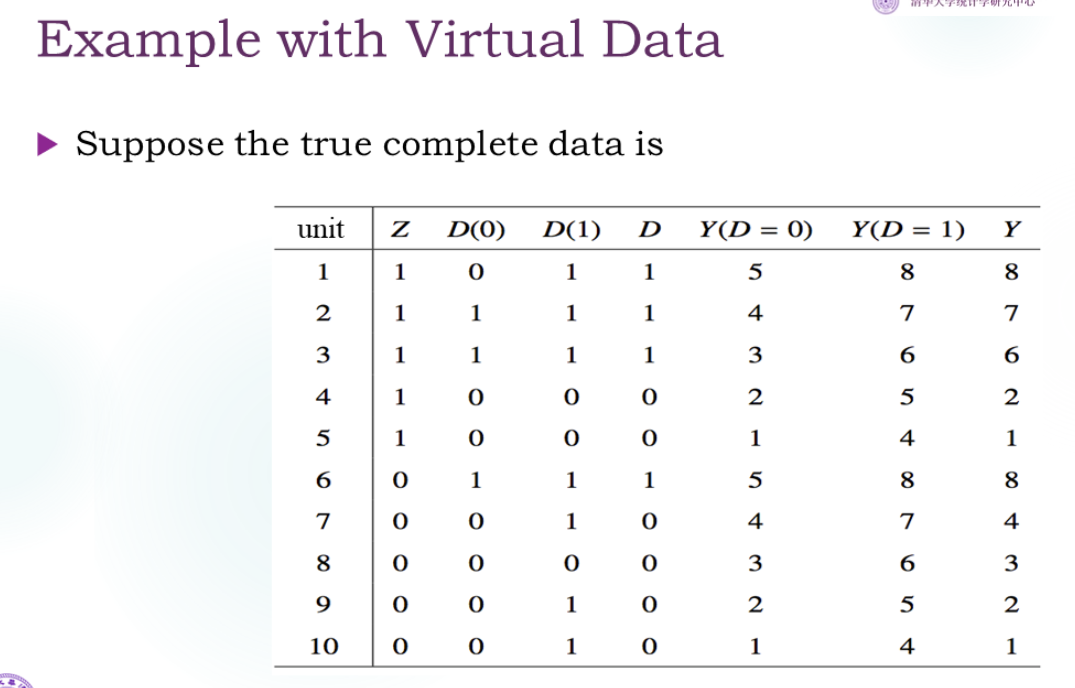 清华大学统计学研究中心
Example with Virtual Data
Suppose the true complete data is
unit Z D(0) D(1) D Y(D = 0) Y(D = 1) Y
1 1 0 1 1 5 8 8
2 1 1 1 1 4 7 7
3 1 1 1 1 3 6 6
4 1 0 0 0 2 5 2
5 1 0 0 0 1 4 1
6 0 1 1 1 5 8 8
7 0 0 1 0 4 7 4
8 0 0 0 0 3 6 3
9 0 0 1 0 2 5 2
10 0 0 1 0 1 4 1